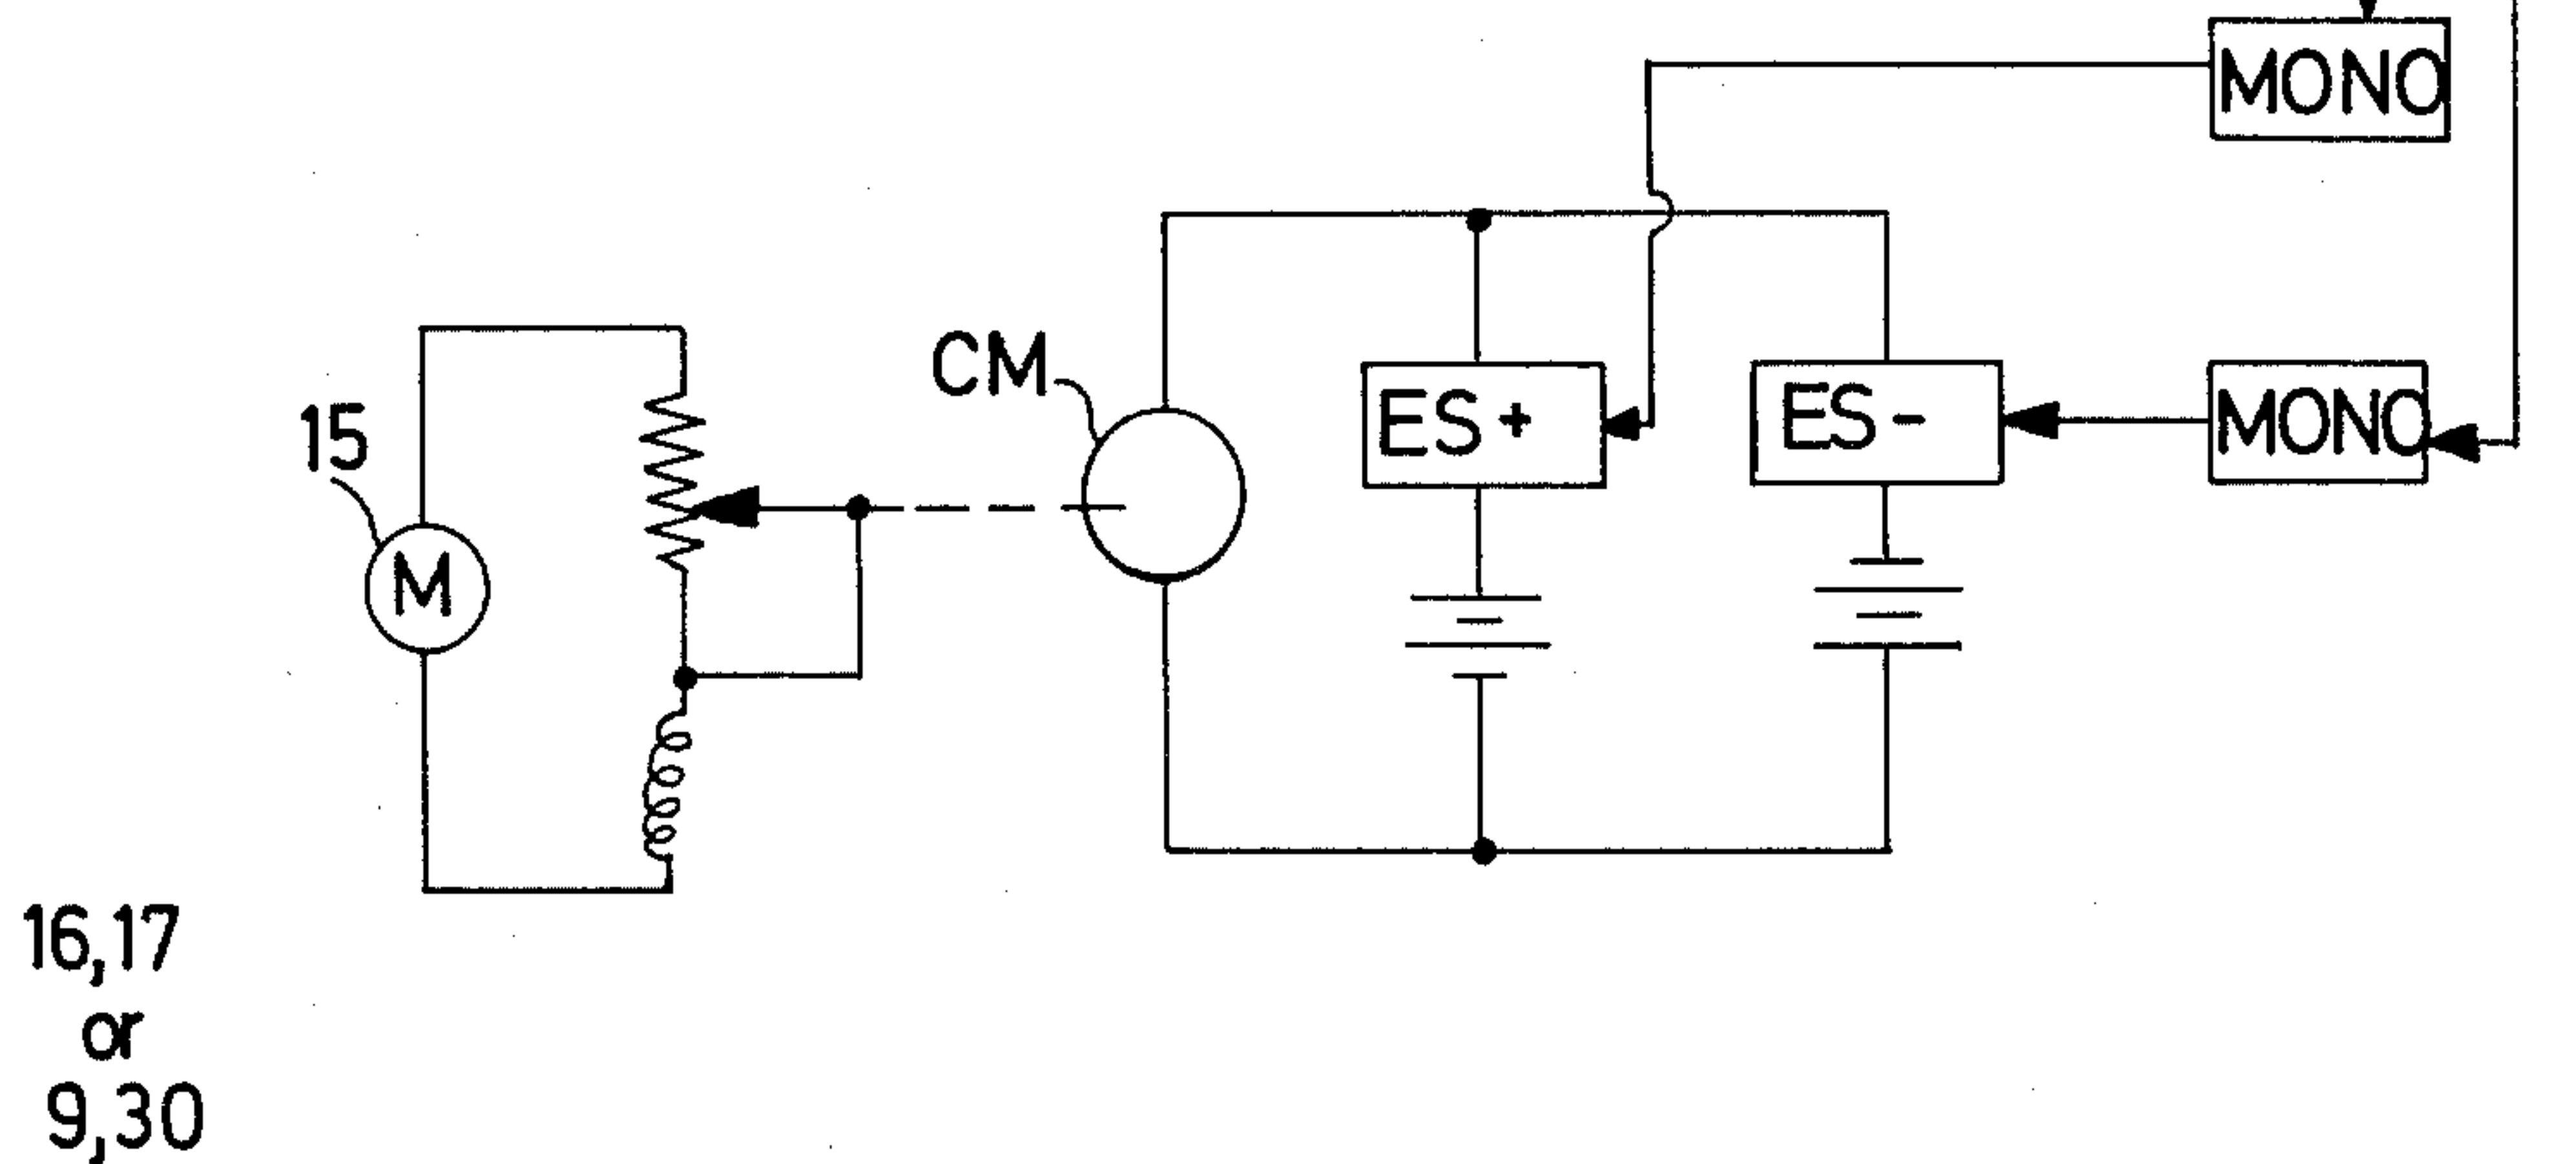 MONO
CM
15
ES +
ES -
MONO
M
16,17
or
9,30